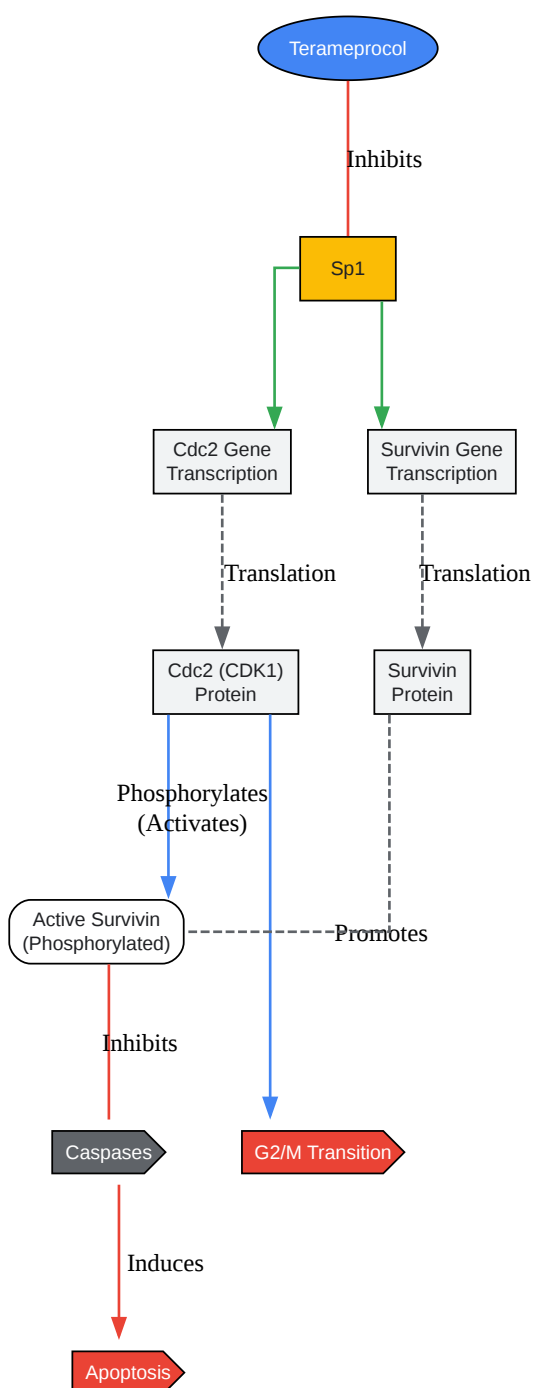 Terameprocol
Inhibits
Sp1
Cdc2 Gene
Transcription
Survivin Gene
Transcription
Translation
Translation
Cdc2 (CDK1)
Protein
Survivin
Protein
Phosphorylates
(Activates)
Active Survivin
(Phosphorylated)
Promotes
Inhibits
Caspases
G2/M Transition
Induces
Apoptosis